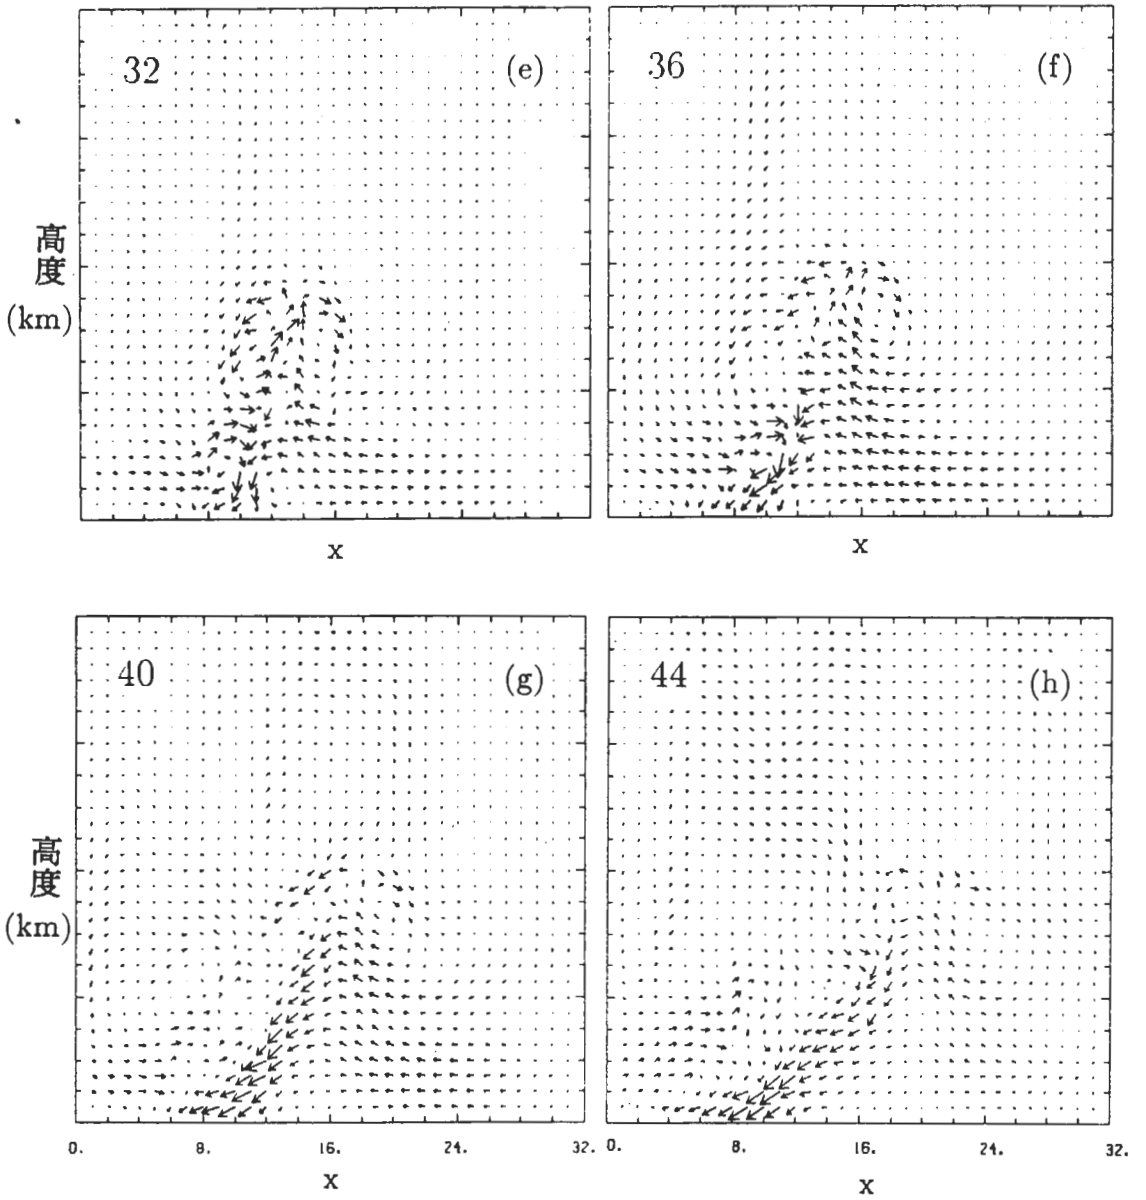 32
(e)
36
(f)
高度
(km)
x
x
40
(g)
44
(h)
高度
(km)
0. 8. 16. 24. 32.
0. 8. 16. 24. 32.
x
x